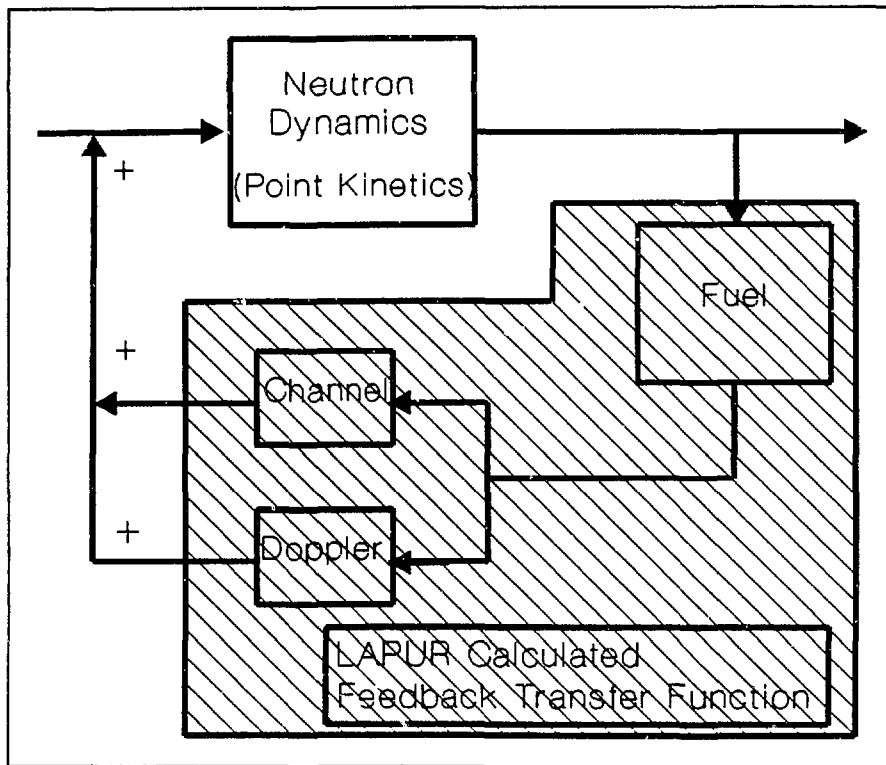 Neutron
Dynamics
(Point Kinetics)
+
Fuel
+
Channel
+
Doppler
LAPUR Calculated
Feedback Transfer Function